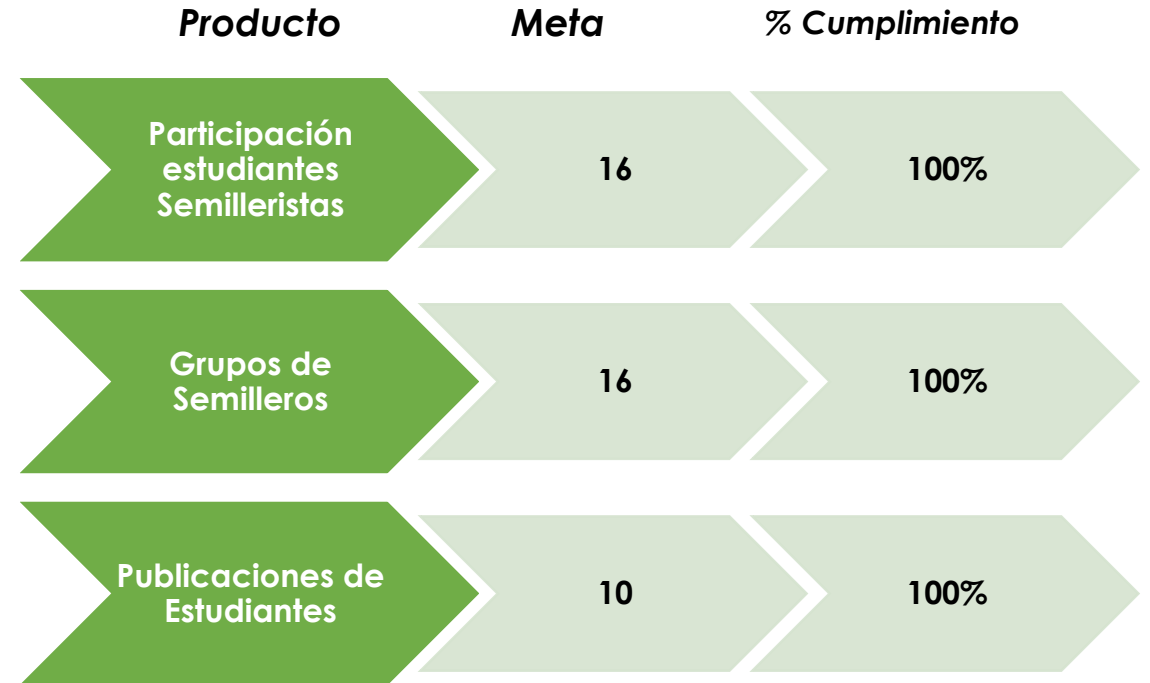 Producto Meta % Cumplimiento
Participación
estudiantes
Semilleristas
16
100%
Grupos de
Semilleros
16
100%
Publicaciones de
Estudiantes
10
100%